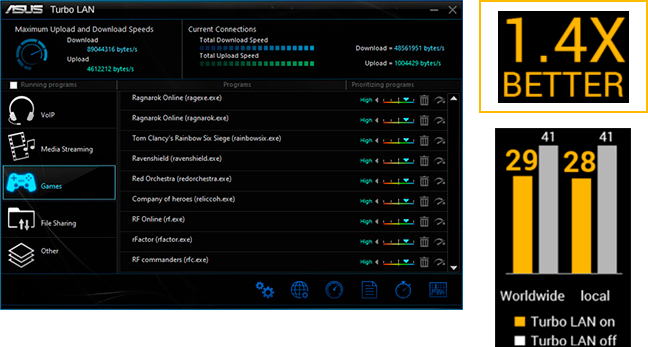 ASUS Turbo LAN
Maximum Upload and Download Speeds
Download
89044316 bytes/s
Upload
4612212 bytes/s
Current Connections
Total Download Speed
Download = 48561951 bytes/s
Total Upload Speed
Upload = 1004429 bytes/s
Running programs
Programs
Prioritizing programs
VoIP
Media Streaming
Games
File Sharing
Other
Ragnarok Online (ragexe.exe) High
Ragnarok Online (ragnarok.exe) High
Tom Clancy's Rainbow Six Siege (rainbowsix.exe) High
Ravenshield (ravenshield.exe) High
Red Orchestra (redorchestra.exe) High
Company of heroes (reliccoh.exe) High
RF Online (rf.exe) High
rFactor (rfactor.exe) High
RF commanders (rfc.exe) High
1.4X
BETTER
29 41 28 41
Worldwide local
Turbo LAN on
Turbo LAN off